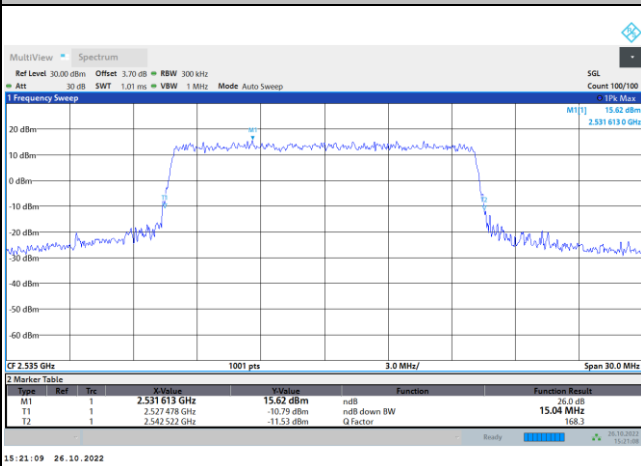 MultiView Spectrum
Ref Level 30.00 dBm Offset 3.70 dB RBW 300 kHz SGL
Att 30 dB SWT 1.01 ms VBW 1 MHz Mode Auto Sweep Count 100/100
1 Frequency Sweep 1Pk Max
M1[1] 15.62 dBm
2.531 613 0 GHz
20 dBm
M1
10 dBm
0 dBm
T1 T2
-10 dBm
-20 dBm
-30 dBm
-40 dBm
-50 dBm
-60 dBm
CF 2.535 GHz 1001 pts 3.0 MHz/ Span 30.0 MHz
2 Marker Table
Type Ref Trc X-Value Y-Value Function Function Result
M1 1 2.531 613 GHz 15.62 dBm ndB 26.0 dB
T1 1 2.527 478 GHz -10.79 dBm ndB down BW 15.04 MHz
T2 1 2.542 522 GHz -11.53 dBm Q Factor 168.3
Ready 26.10.2022
15:21:08
15:21:09 26.10.2022